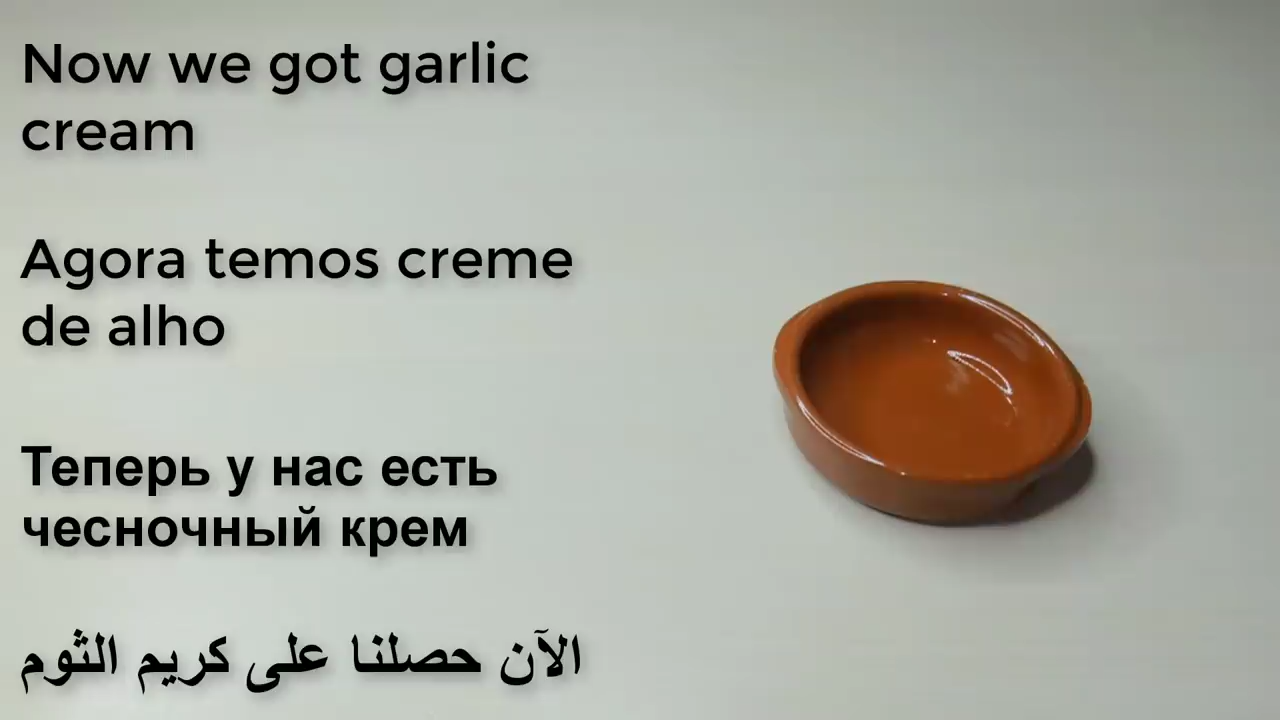 Now we got garlic
cream
Agora temos creme
de alho
Теперь у нас есть
чесночный крем
الآن حصلنا على كريم الثوم